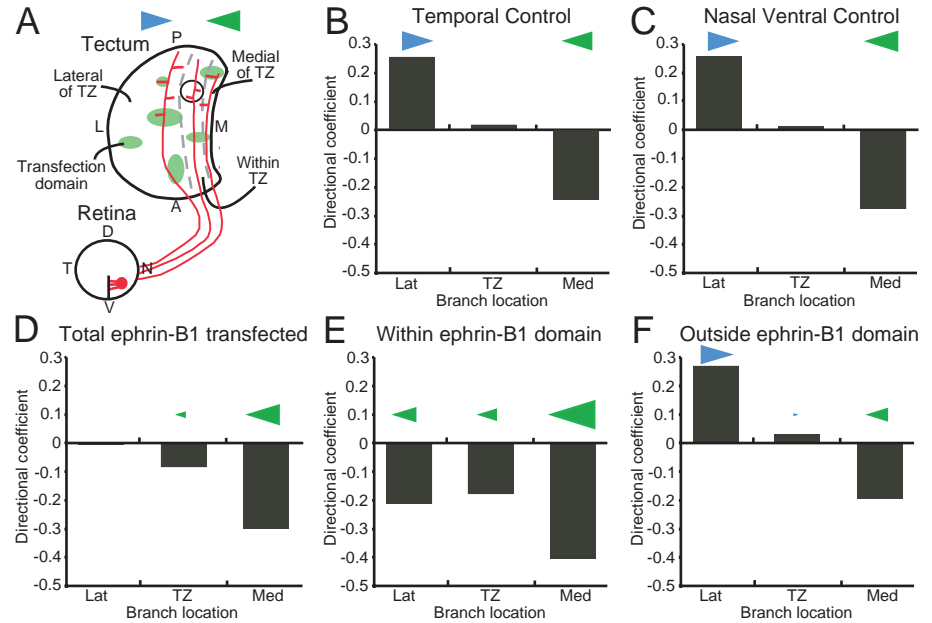 A
Tectum
P
Lateral
of TZ
Medial
of TZ
L
M
Transfection
domain
Within
TZ
A
Retina
D
T
N
V
B
Temporal Control
Directional coefficient
0.3
0.2
0.1
0
-0.1
-0.2
-0.3
-0.4
-0.5
Lat
TZ
Med
Branch location
C
Nasal Ventral Control
Directional coefficient
0.3
0.2
0.1
0
-0.1
-0.2
-0.3
-0.4
-0.5
Lat
TZ
Med
Branch location
D
Total ephrin-B1 transfected
Directional coefficient
0.3
0.2
0.1
0
-0.1
-0.2
-0.3
-0.4
-0.5
Lat
TZ
Med
Branch location
E
Within ephrin-B1 domain
Directional coefficient
0.3
0.2
0.1
0
-0.1
-0.2
-0.3
-0.4
-0.5
Lat
TZ
Med
Branch location
F
Outside ephrin-B1 domain
Directional coefficient
0.3
0.2
0.1
0
-0.1
-0.2
-0.3
-0.4
-0.5
Lat
TZ
Med
Branch location